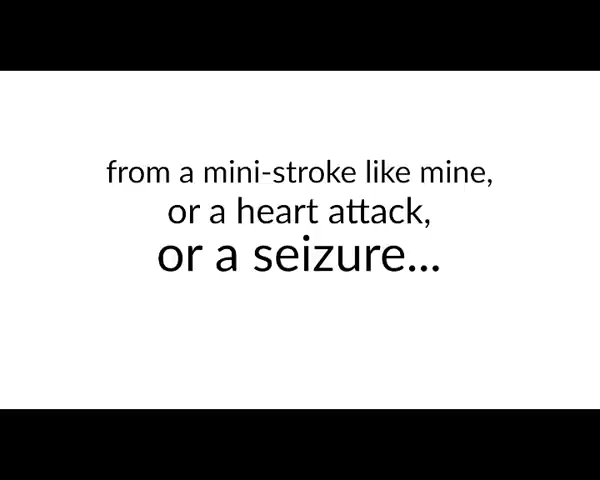 from a mini-stroke like mine,
or a heart attack,
or a seizure...